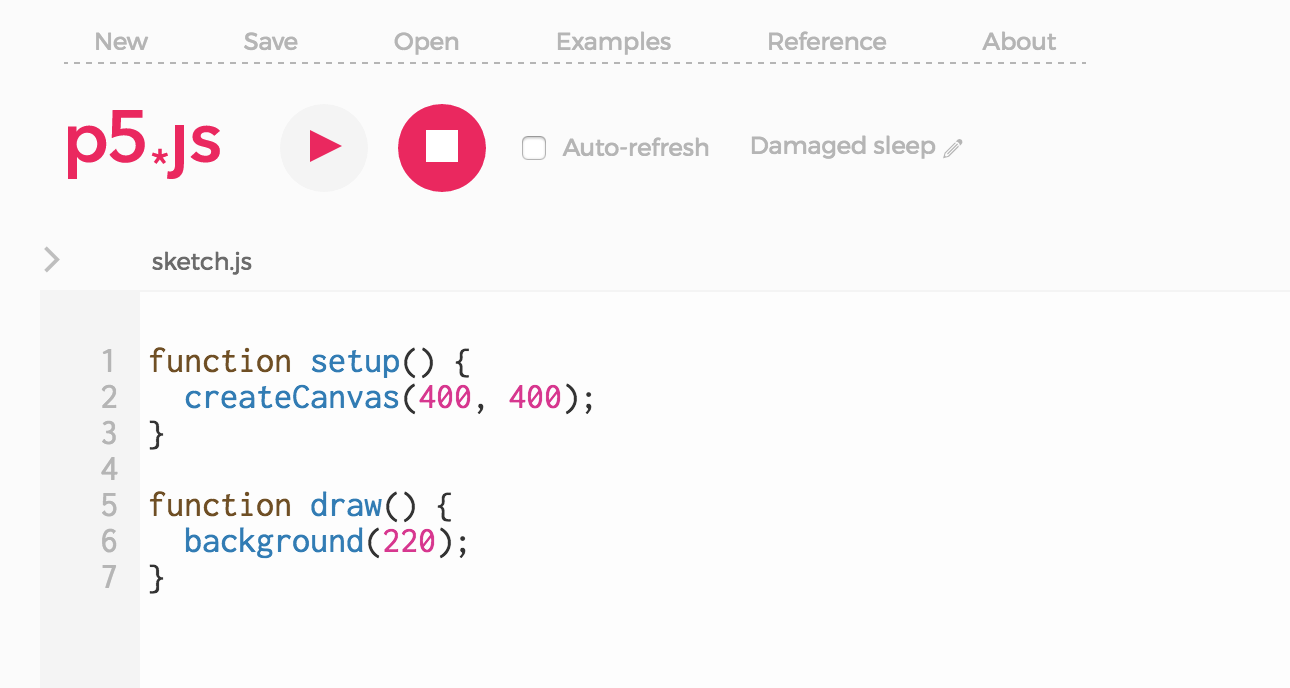 New Save Open Examples Reference About
p5*js Auto-refresh Damaged sleep
sketch.js
1 function setup() {
2   createCanvas(400, 400);
3 }
4
5 function draw() {
6   background(220);
7 }